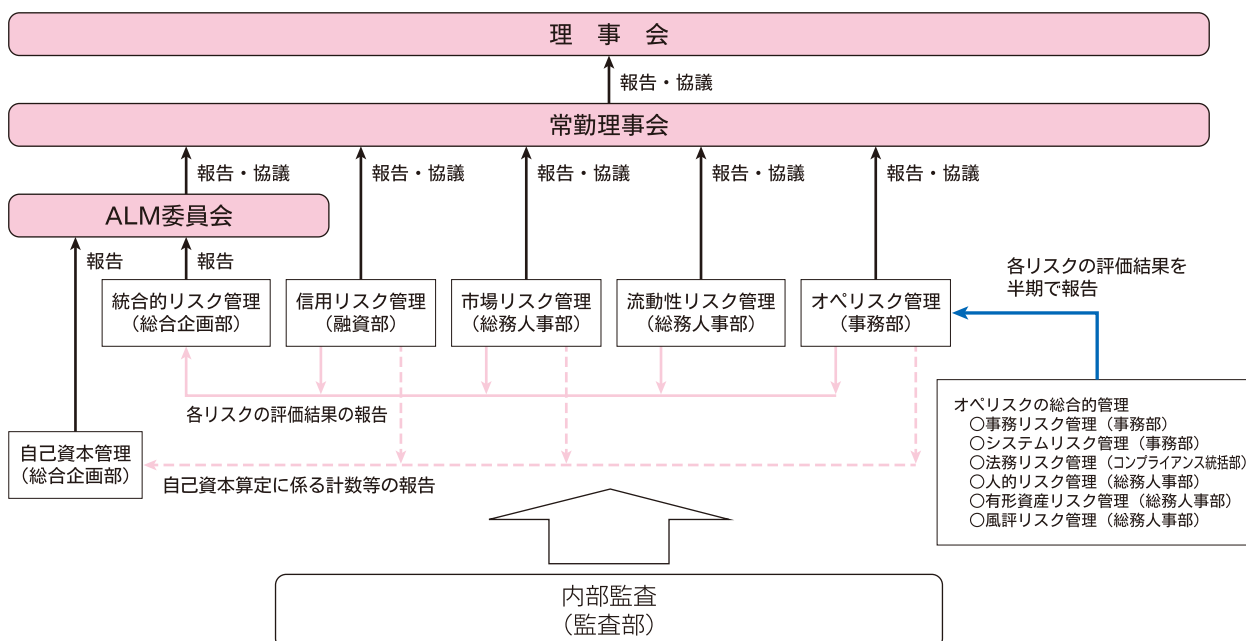 理 事 会
報告・協議
常勤理事会
報告・協議
報告・協議
報告・協議
報告・協議
報告・協議
ALM委員会
報告
報告
統合的リスク管理
（総合企画部）
信用リスク管理
（融資部）
市場リスク管理
（総務人事部）
流動性リスク管理
（総務人事部）
オペリスク管理
（事務部）
各リスクの評価結果を
半期で報告
各リスクの評価結果の報告
自己資本管理
（総合企画部）
自己資本算定に係る計数等の報告
オペリスクの総合的管理
○事務リスク管理（事務部）
○システムリスク管理（事務部）
○法務リスク管理（コンプライアンス統括部）
○人的リスク管理（総務人事部）
○有形資産リスク管理（総務人事部）
○風評リスク管理（総務人事部）
内部監査
（監査部）